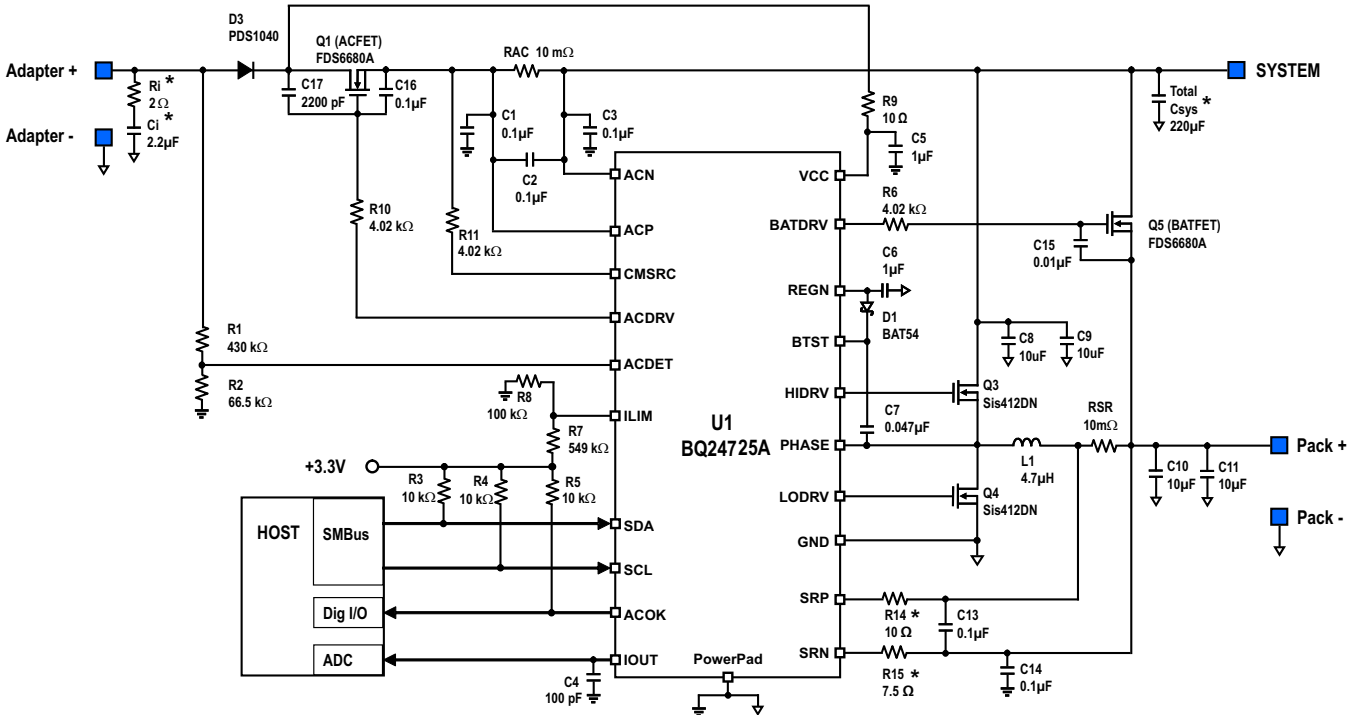 D3
PDS1040
Q1 (ACFET)
FDS6680A
RAC 10 mΩ
Adapter +
SYSTEM
Ri *
2 Ω
Ci *
2.2µF
Adapter -
C17
2200 pF
C16
0.1µF
R9
10 Ω
Total
Csys *
220µF
C1
0.1µF
C3
0.1µF
C5
1µF
C2
0.1µF
ACN
VCC
R6
4.02 kΩ
R10
4.02 kΩ
R11
4.02 kΩ
ACP
BATDRV
Q5 (BATFET)
FDS6680A
C15
0.01µF
C6
1µF
CMSRC
REGN
D1
BAT54
ACDRV
R1
430 kΩ
BTST
C8
10uF
C9
10uF
ACDET
R2
66.5 kΩ
R8
100 kΩ
HIDRV
Q3
Sis412DN
ILIM
U1
BQ24725A
C7
0.047µF
RSR
10mΩ
R7
549 kΩ
PHASE
L1
4.7µH
Pack +
+3.3V
R3
10 kΩ
R4
10 kΩ
R5
10 kΩ
C10
10µF
C11
10µF
LODRV
Q4
Sis412DN
HOST
SMBus
SDA
GND
Pack -
SCL
SRP
R14 *
10 Ω
C13
0.1µF
Dig I/O
ACOK
ADC
IOUT
PowerPad
SRN
R15 *
7.5 Ω
C14
0.1µF
C4
100 pF